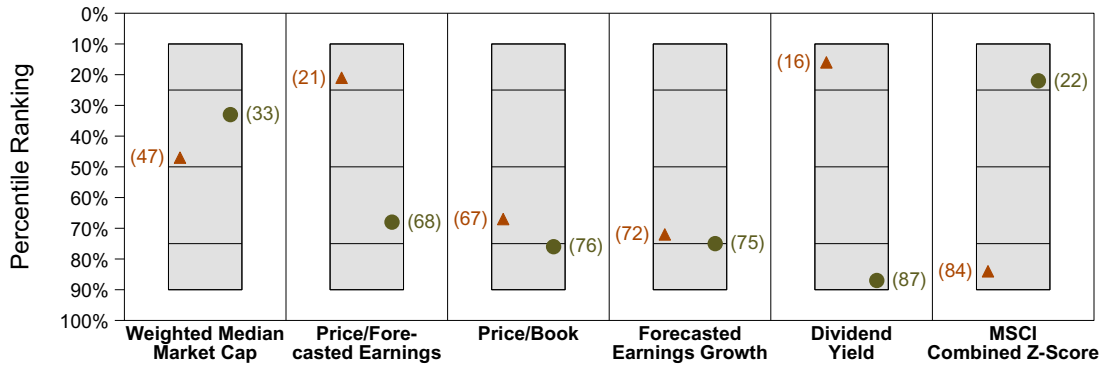 Percentile Ranking
0%
10%
20%
30%
40%
50%
60%
70%
80%
90%
100%
(47)
(33)
(21)
(68)
(67)
(76)
(72)
(75)
(16)
(87)
(84)
(22)
Weighted Median
Market Cap
Price/Fore-
casted Earnings
Price/Book
Forecasted
Earnings Growth
Dividend
Yield
MSCI
Combined Z-Score